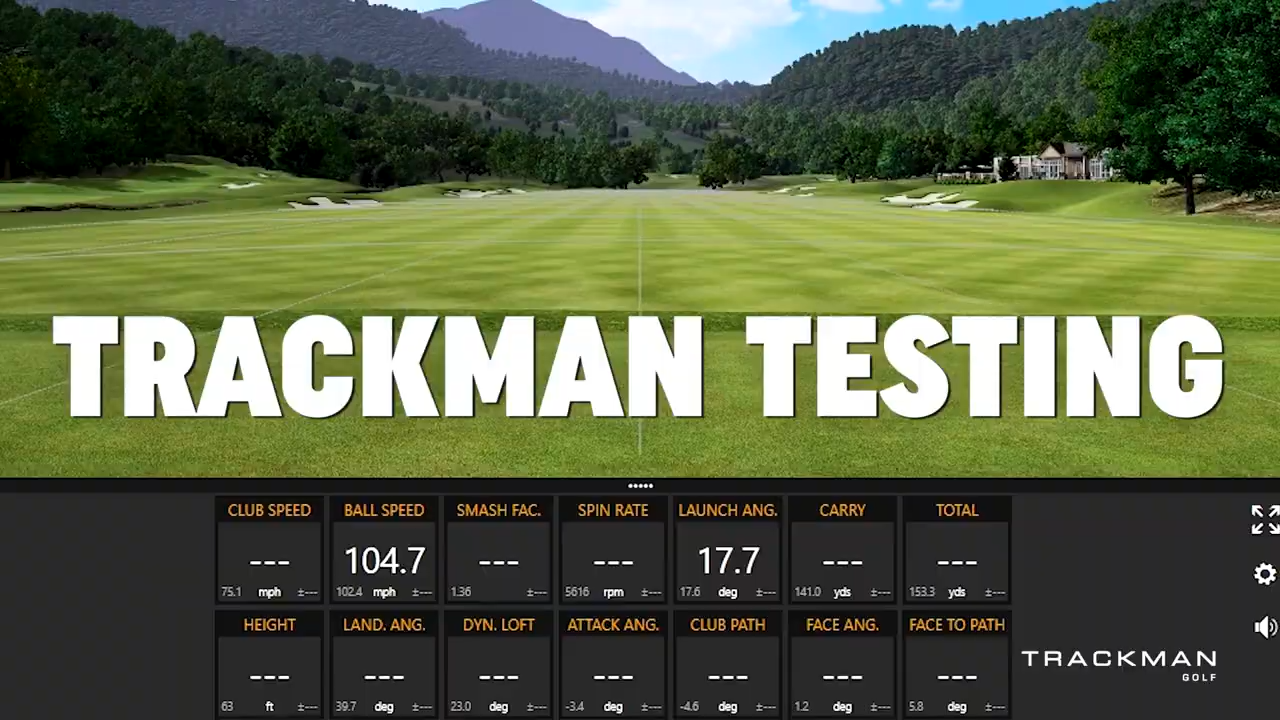 TRACKMAN TESTING
CLUB SPEED BALL SPEED SMASH FAC. SPIN RATE LAUNCH ANG. CARRY TOTAL
--- 104.7 --- --- 17.7 --- ---
75.1 mph ±--- 102.4 mph ±--- 1.36 ±--- 5616 rpm ±--- 17.6 deg ±--- 141.0 yds ±--- 153.3 yds ±---
HEIGHT LAND. ANG. DYN. LOFT ATTACK ANG. CLUB PATH FACE ANG. FACE TO PATH
--- --- --- --- --- --- ---
63 ft ±--- 39.7 deg ±--- 23.0 deg ±--- -3.4 deg ±--- -4.6 deg ±--- 1.2 deg ±--- 5.8 deg ±---
TRACKMAN
GOLF